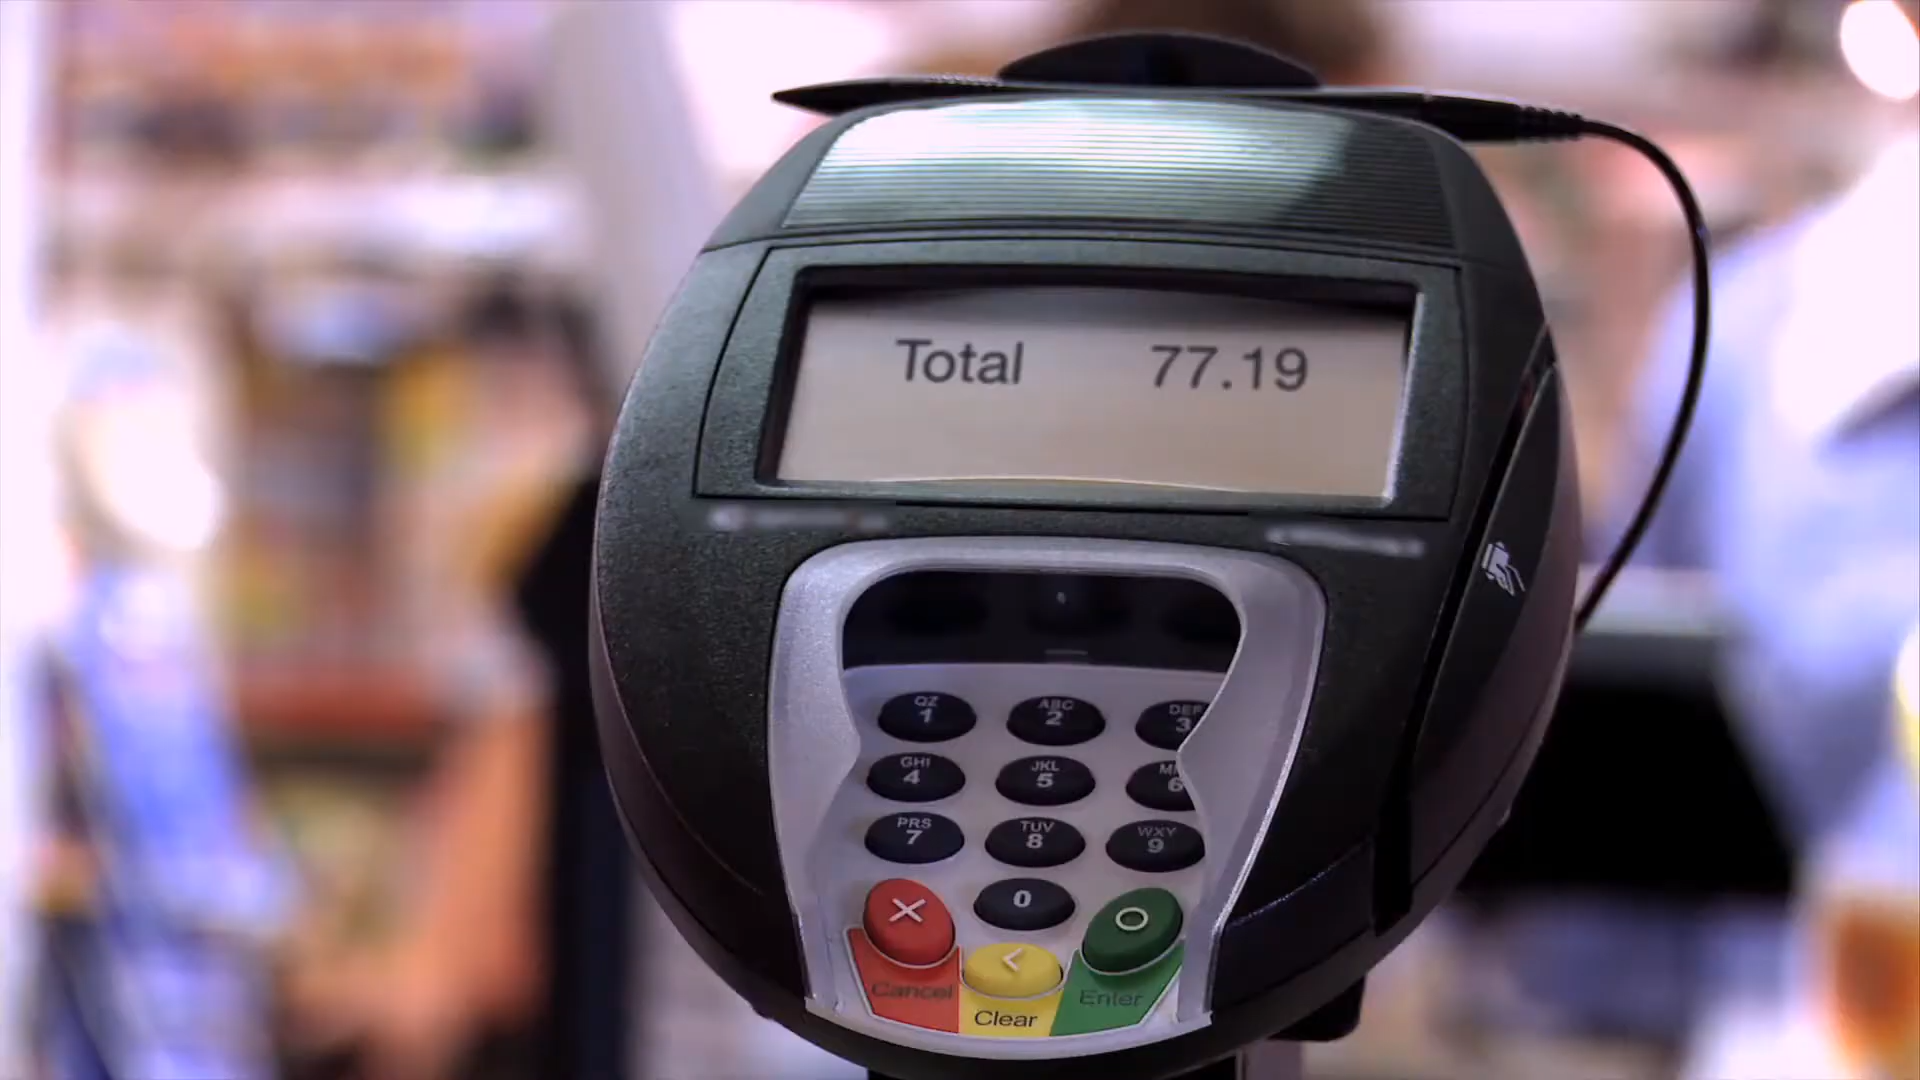 Total 77.19
QZ ABC DEF
1 2 3
GHI JKL M
4 5 6
PRS TUV WXY
7 8 9
0
Cancel Clear Enter